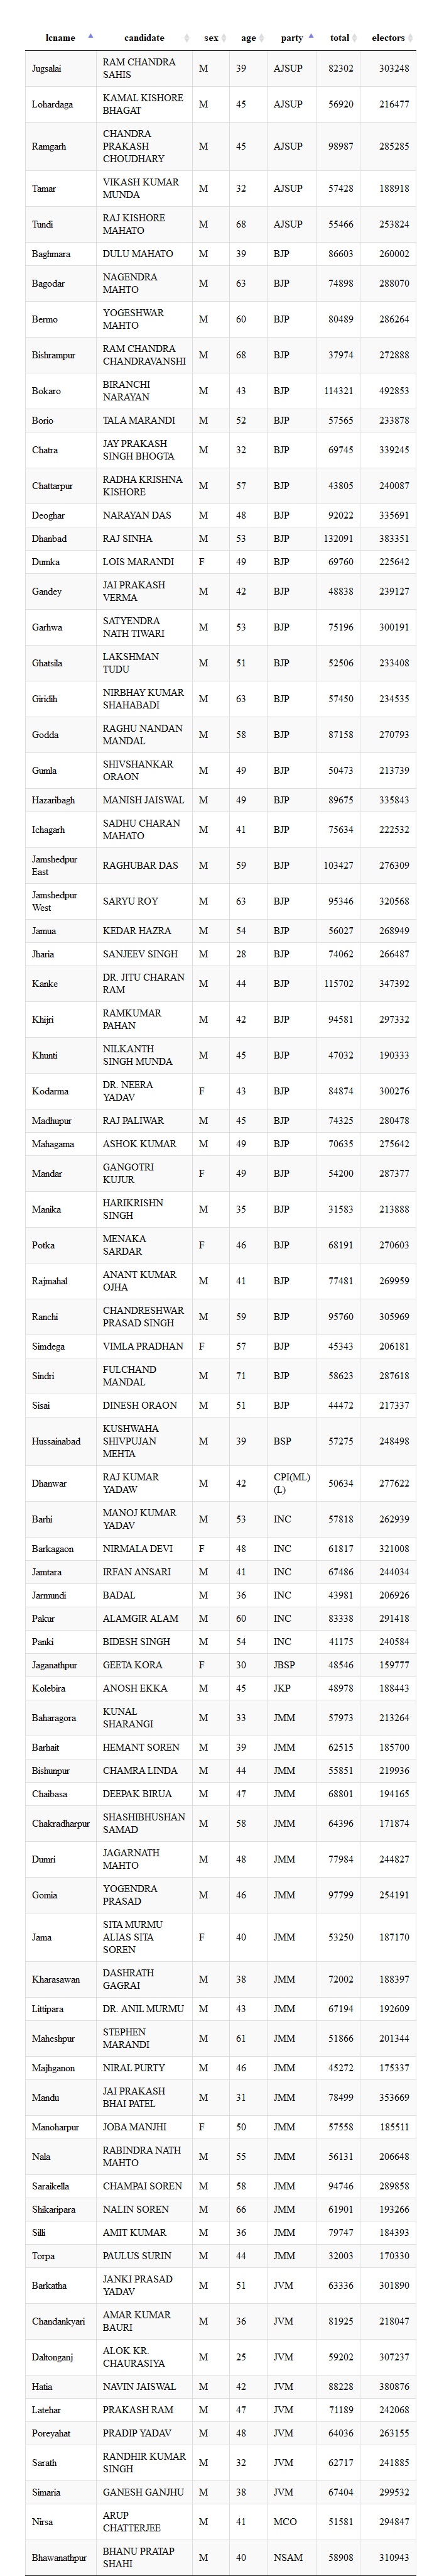 lcname candidate sex age party total electors
Jugsalai RAM CHANDRA SAHIS M 39 AJSUP 82302 303248
Lohardaga KAMAL KISHORE BHAGAT M 45 AJSUP 56920 216477
Ramgarh CHANDRA PRAKASH CHOUDHARY M 45 AJSUP 98987 285285
Tamar VIKASH KUMAR MUNDA M 32 AJSUP 57428 188918
Tundi RAJ KISHORE MAHATO M 68 AJSUP 55466 253824
Baghmara DULU MAHATO M 39 BJP 86603 260002
Bagodar NAGENDRA MAHTO M 63 BJP 74898 288070
Bermo YOGESHWAR MAHTO M 60 BJP 80489 286264
Bishrampur RAM CHANDRA CHANDRAVANSHI M 68 BJP 37974 272888
Bokaro BIRANCHI NARAYAN M 43 BJP 114321 492853
Borio TALA MARANDI M 52 BJP 57565 233878
Chatra JAY PRAKASH SINGH BHOGTA M 32 BJP 69745 339245
Chattarpur RADHA KRISHNA KISHORE M 57 BJP 43805 240087
Deoghar NARAYAN DAS M 48 BJP 92022 335691
Dhanbad RAJ SINHA M 53 BJP 132091 383351
Dumka LOIS MARANDI F 49 BJP 69760 225642
Gandey JAI PRAKASH VERMA M 42 BJP 48838 239127
Garhwa SATYENDRA NATH TIWARI M 53 BJP 75196 300191
Ghatsila LAKSHMAN TUDU M 51 BJP 52506 233408
Giridih NIRBHAY KUMAR SHAHABADI M 63 BJP 57450 234535
Godda RAGHU NANDAN MANDAL M 58 BJP 87158 270793
Gumla SHIVSHANKAR ORAON M 49 BJP 50473 213739
Hazaribagh MANISH JAISWAL M 49 BJP 89675 335843
Ichagarh SADHU CHARAN MAHATO M 41 BJP 75634 222532
Jamshedpur East RAGHUBAR DAS M 59 BJP 103427 276309
Jamshedpur West SARYU ROY M 63 BJP 95346 320568
Jamua KEDAR HAZRA M 54 BJP 56027 268949
Jharia SANJEEV SINGH M 28 BJP 74062 266487
Kanke DR. JITU CHARAN RAM M 44 BJP 115702 347392
Khijri RAMKUMAR PAHAN M 42 BJP 94581 297332
Khunti NILKANTH SINGH MUNDA M 45 BJP 47032 190333
Kodarma DR. NEERA YADAV F 43 BJP 84874 300276
Madhupur RAJ PALIWAR M 45 BJP 74325 280478
Mahagama ASHOK KUMAR M 49 BJP 70635 275642
Mandar GANGOTRI KUJUR F 49 BJP 54200 287377
Manika HARIKRISHN SINGH M 35 BJP 31583 213888
Potka MENAKA SARDAR F 46 BJP 68191 270603
Rajmahal ANANT KUMAR OJHA M 41 BJP 77481 269959
Ranchi CHANDRESHWAR PRASAD SINGH M 59 BJP 95760 305969
Simdega VIMLA PRADHAN F 57 BJP 45343 206181
Sindri FULCHAND MANDAL M 71 BJP 58623 287618
Sisai DINESH ORAON M 51 BJP 44472 217337
Hussainabad KUSHWAHA SHIVPUJAN MEHTA M 39 BSP 57275 248498
Dhanwar RAJ KUMAR YADAW M 42 CPI(ML)(L) 50634 277622
Barhi MANOJ KUMAR YADAV M 53 INC 57818 262939
Barkagaon NIRMALA DEVI F 48 INC 61817 321008
Jamtara IRFAN ANSARI M 41 INC 67486 244034
Jarmundi BADAL M 36 INC 43981 206926
Pakur ALAMGIR ALAM M 60 INC 83338 291418
Panki BIDESH SINGH M 54 INC 41175 240584
Jaganathpur GEETA KORA F 30 JBSP 48546 159777
Kolebira ANOSH EKKA M 45 JKP 48978 188443
Baharagora KUNAL SHARANGI M 33 JMM 57973 213264
Barhait HEMANT SOREN M 39 JMM 62515 185700
Bishunpur CHAMRA LINDA M 44 JMM 55851 219936
Chaibasa DEEPAK BIRUA M 47 JMM 68801 194165
Chakradharpur SHASHIBHUSHAN SAMAD M 58 JMM 64396 171874
Dumri JAGARNATH MAHTO M 48 JMM 77984 244827
Gomia YOGENDRA PRASAD M 46 JMM 97799 254191
Jama SITA MURMU ALIAS SITA SOREN F 40 JMM 53250 187170
Kharasawan DASHRATH GAGRAI M 38 JMM 72002 188397
Littipara DR. ANIL MURMU M 43 JMM 67194 192609
Maheshpur STEPHEN MARANDI M 61 JMM 51866 201344
Majhganon NIRAL PURTY M 46 JMM 45272 175337
Mandu JAI PRAKASH BHAI PATEL M 31 JMM 78499 353669
Manoharpur JOBA MANJHI F 50 JMM 57558 185511
Nala RABINDRA NATH MAHTO M 55 JMM 56131 206648
Saraikella CHAMPAI SOREN M 58 JMM 94746 289858
Shikaripara NALIN SOREN M 66 JMM 61901 193266
Silli AMIT KUMAR M 36 JMM 79747 184393
Torpa PAULUS SURIN M 44 JMM 32003 170330
Barkatha JANKI PRASAD YADAV M 51 JVM 63336 301890
Chandankyari AMAR KUMAR BAURI M 36 JVM 81925 218047
Daltonganj ALOK KR. CHAURASIYA M 25 JVM 59202 307237
Hatia NAVIN JAISWAL M 42 JVM 88228 380876
Latehar PRAKASH RAM M 47 JVM 71189 242068
Poreyahat PRADIP YADAV M 48 JVM 64036 263155
Sarath RANDHIR KUMAR SINGH M 32 JVM 62717 241885
Simaria GANESH GANJHU M 38 JVM 67404 299532
Nirsa ARUP CHATTERJEE M 41 MCO 51581 294847
Bhawanathpur BHANU PRATAP SHAHI M 40 NSAM 58908 310943